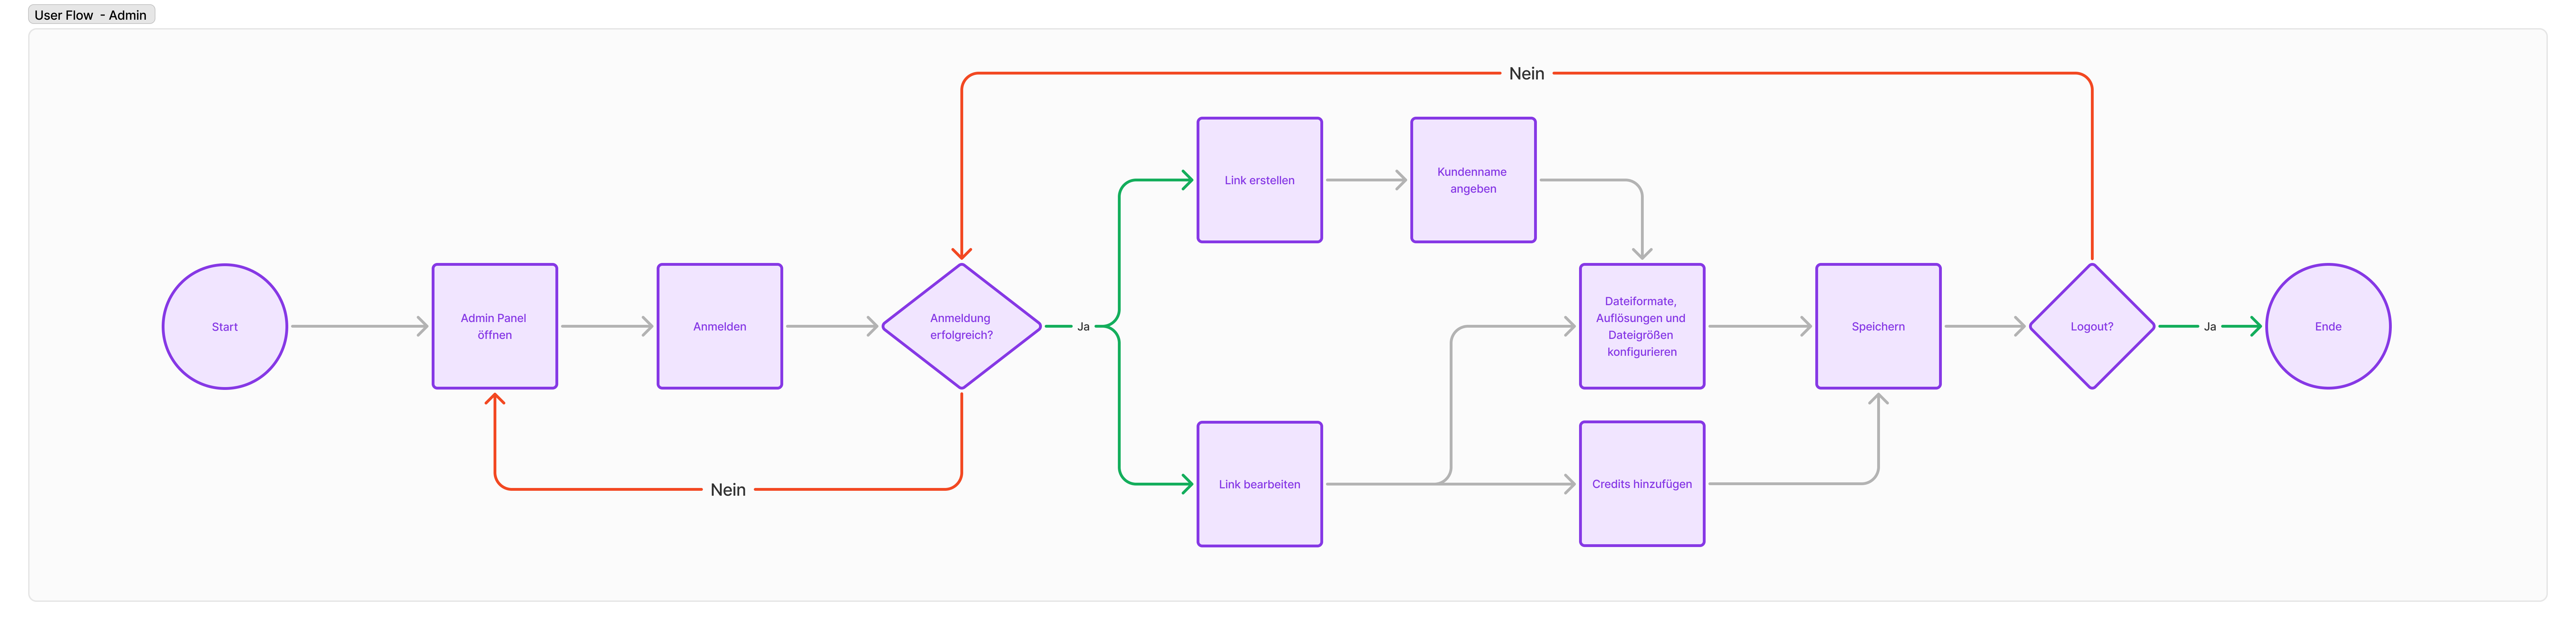 User Flow - Admin
Nein
Link erstellen
Kundenname
angeben
Start
Admin Panel
öffnen
Anmelden
Anmeldung
erfolgreich?
Ja
Dateiformate,
Auflösungen und
Dateigrößen
konfigurieren
Speichern
Logout?
Ja
Ende
Nein
Link bearbeiten
Credits hinzufügen